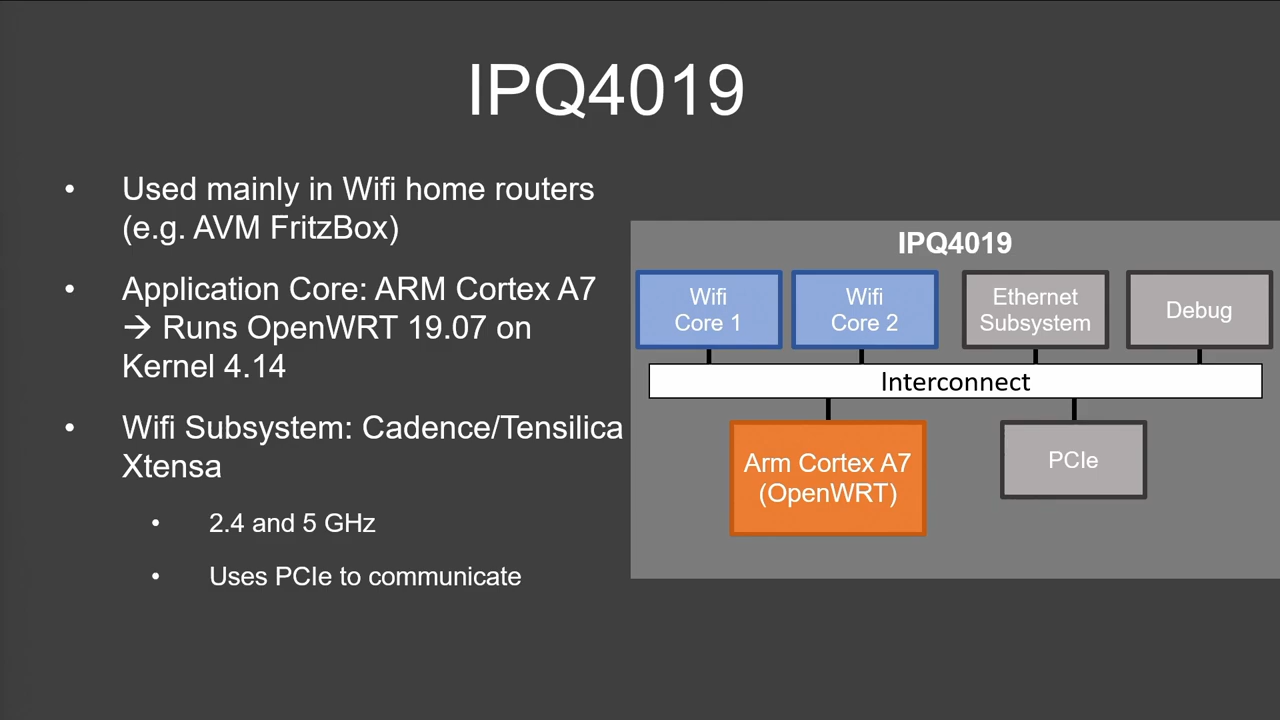 IPQ4019
• Used mainly in Wifi home routers
(e.g. AVM FritzBox)
• Application Core: ARM Cortex A7
→ Runs OpenWRT 19.07 on
Kernel 4.14
• Wifi Subsystem: Cadence/Tensilica
Xtensa
• 2.4 and 5 GHz
• Uses PCIe to communicate
IPQ4019
Wifi
Core 1
Wifi
Core 2
Ethernet
Subsystem
Debug
Interconnect
Arm Cortex A7
(OpenWRT)
PCIe